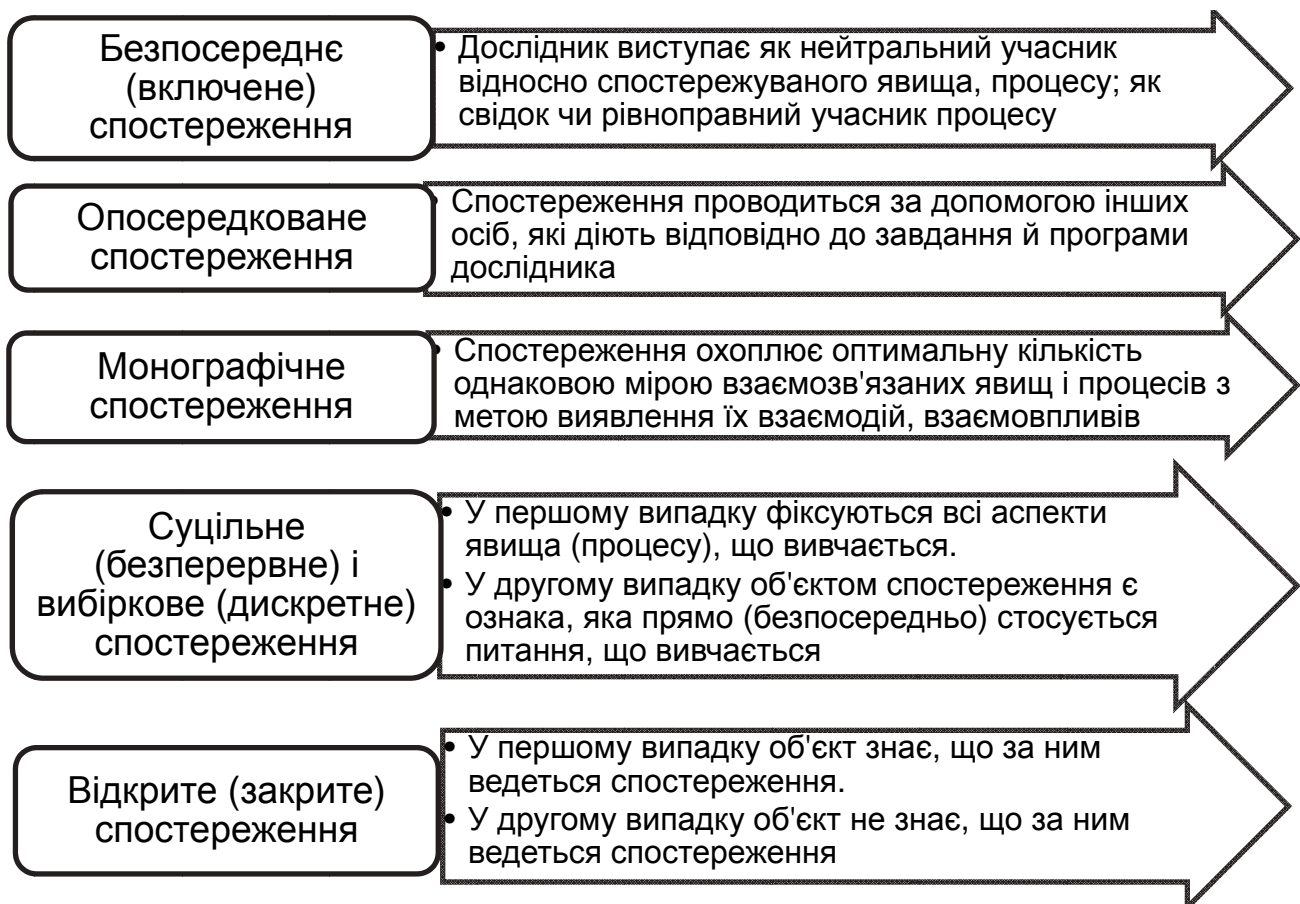 Безпосереднє
(включене)
спостереження
• Дослідник виступає як нейтральний учасник
відносно спостережуваного явища, процесу; як
свідок чи рівноправний учасник процесу
Опосередковане
спостереження
• Спостереження проводиться за допомогою інших
осіб, які діють відповідно до завдання й програми
дослідника
Монографічне
спостереження
• Спостереження охоплює оптимальну кількість
однаковою мірою взаємозв'язаних явищ і процесів з
метою виявлення їх взаємодій, взаємовпливів
Суцільне
(безперервне) і
вибіркове (дискретне)
спостереження
• У першому випадку фіксуються всі аспекти
явища (процесу), що вивчається.
• У другому випадку об'єктом спостереження є
ознака, яка прямо (безпосередньо) стосується
питання, що вивчається
Відкрите (закрите)
спостереження
• У першому випадку об'єкт знає, що за ним
ведеться спостереження.
• У другому випадку об'єкт не знає, що за ним
ведеться спостереження